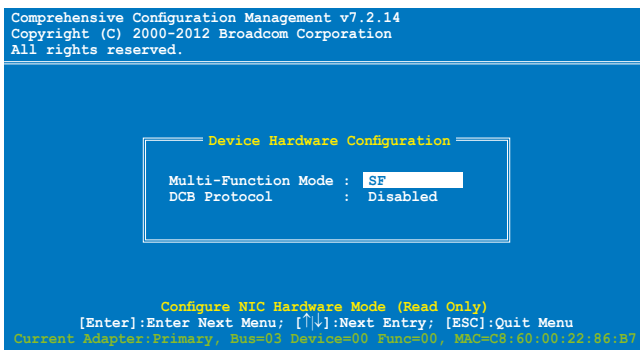 Comprehensive Configuration Management v7.2.14
Copyright (C) 2000-2012 Broadcom Corporation
All rights reserved.
Device Hardware Configuration
Multi-Function Mode : SF
DCB Protocol : Disabled
Configure NIC Hardware Mode (Read Only)
[Enter]:Enter Next Menu; [↑|↓]:Next Entry; [ESC]:Quit Menu
Current Adapter:Primary, Bus=03 Device=00 Func=00, MAC=C8:60:00:22:86:B7